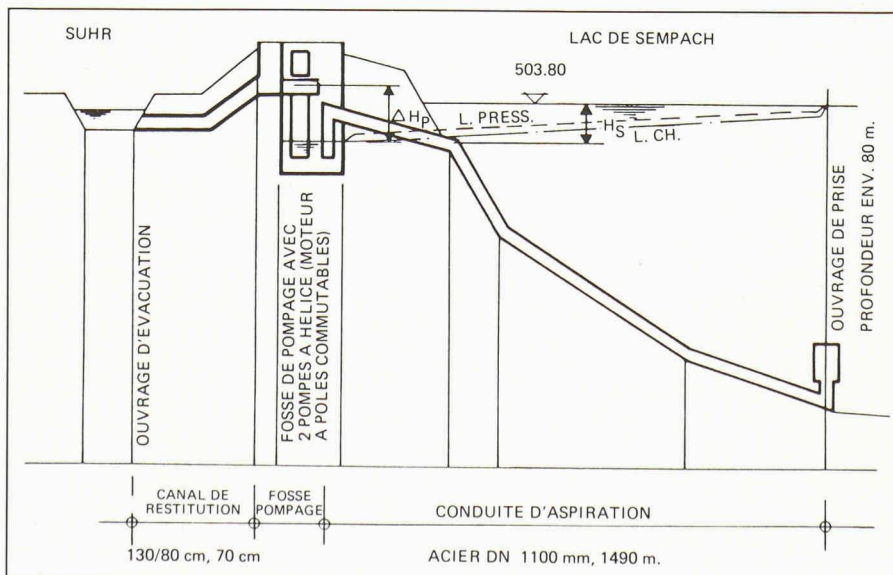 SUHR
LAC DE SEMPACH
503.80
Δ Hp
L. PRESS.
HS
L. CH.
OUVRAGE D'EVACUATION
FOSSE DE POMPAGE AVEC
2 POMPES A HELICE (MOTEUR
A POLES COMMUTABLES)
OUVRAGE DE PRISE
PROFONDEUR ENV. 80 m.
CANAL DE
RESTITUTION
FOSSE
POMPAGE
CONDUITE D'ASPIRATION
130/80 cm, 70 cm
ACIER DN 1100 mm, 1490 m.